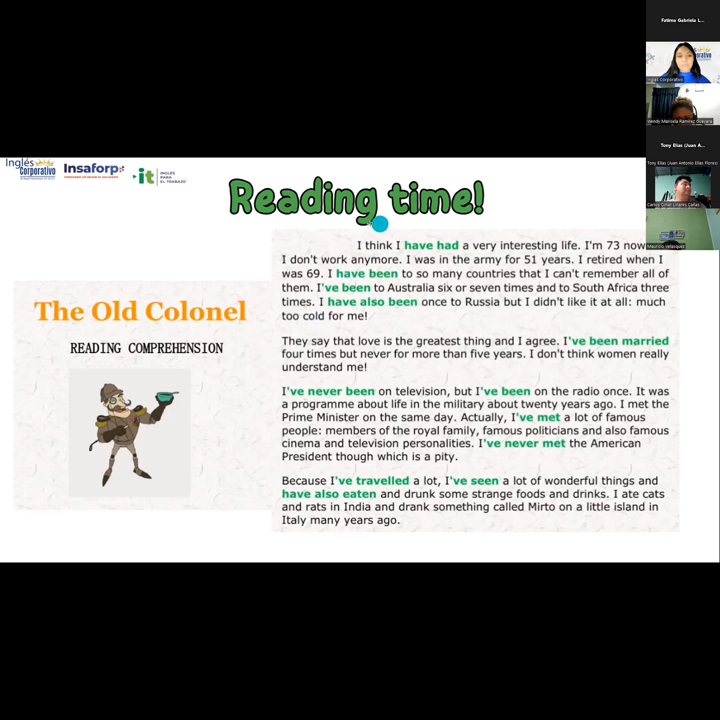 Fatima Gabriela L...
Inglés Corporativo
Wendy Marisela Ramirez Guevara
Tony Elias (Juan A...
Tony Elias (Juan Antonio Elias Flores)
Carlos Omar Linares Cañas
Mauricio Velasquez
Inglés
Corporativo
Insaforp
it
INGLÉS
PARA
EL TRABAJO
Reading time!
The Old Colonel
READING COMPREHENSION
I think I have had a very interesting life. I'm 73 now
I don't work anymore. I was in the army for 51 years. I retired when I
was 69. I have been to so many countries that I can't remember all of
them. I've been to Australia six or seven times and to South Africa three
times. I have also been once to Russia but I didn't like it at all: much
too cold for me!
They say that love is the greatest thing and I agree. I've been married
four times but never for more than five years. I don't think women really
understand me!
I've never been on television, but I've been on the radio once. It was
a programme about life in the military about twenty years ago. I met the
Prime Minister on the same day. Actually, I've met a lot of famous
people: members of the royal family, famous politicians and also famous
cinema and television personalities. I've never met the American
President though which is a pity.
Because I've travelled a lot, I've seen a lot of wonderful things and
have also eaten and drunk some strange foods and drinks. I ate cats
and rats in India and drank something called Mirto on a little island in
Italy many years ago.